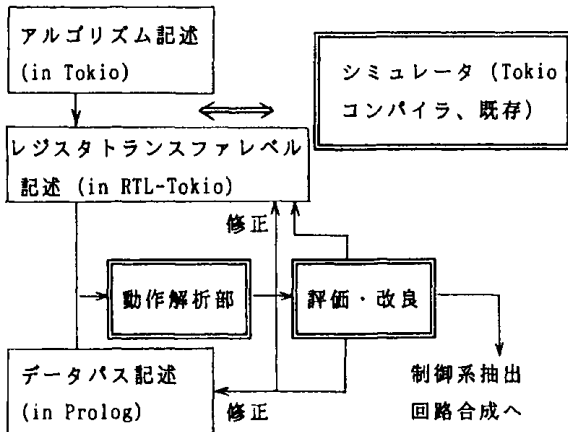 アルゴリズム記述
(in Tokio)
シミュレータ (Tokio
コンパイラ、既存)
レジスタトランスファレベル
記述 (in RTL-Tokio)
修正
動作解析部
評価・改良
データパス記述
(in Prolog)
修正
制御系抽出
回路合成へ